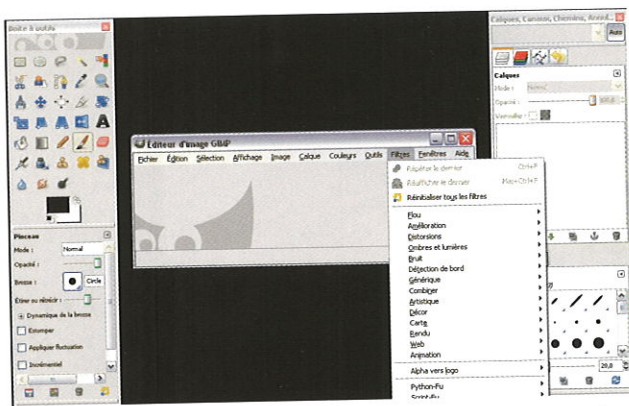 Boîte à outils
Pinceau
Mode : Normal
Opacité :
Brosse : Circle
Étirer ou rétrécir :
Dynamique de la brosse
Estomper
Appliquer fluctuation
Incrémentiel
Éditeur d'image GIMP
Fichier Édition Sélection Affichage Image Calque Couleurs Outils Filtres Fenêtres Aide
Répéter le dernier Ctrl+F
Réafficher le dernier Maj+Ctrl+F
Réinitialiser tous les filtres
Flou
Amélioration
Distorsions
Ombres et lumières
Bruit
Détection de bord
Générique
Combiner
Artistique
Décor
Carte
Rendu
Web
Animation
Alpha vers logo
Python-Fu
Script-Fu
Calques, Canaux, Chemins, Annul...
Auto
Calques
Mode : Normal
Opacité : 100,0
Verrouiller :
20,0